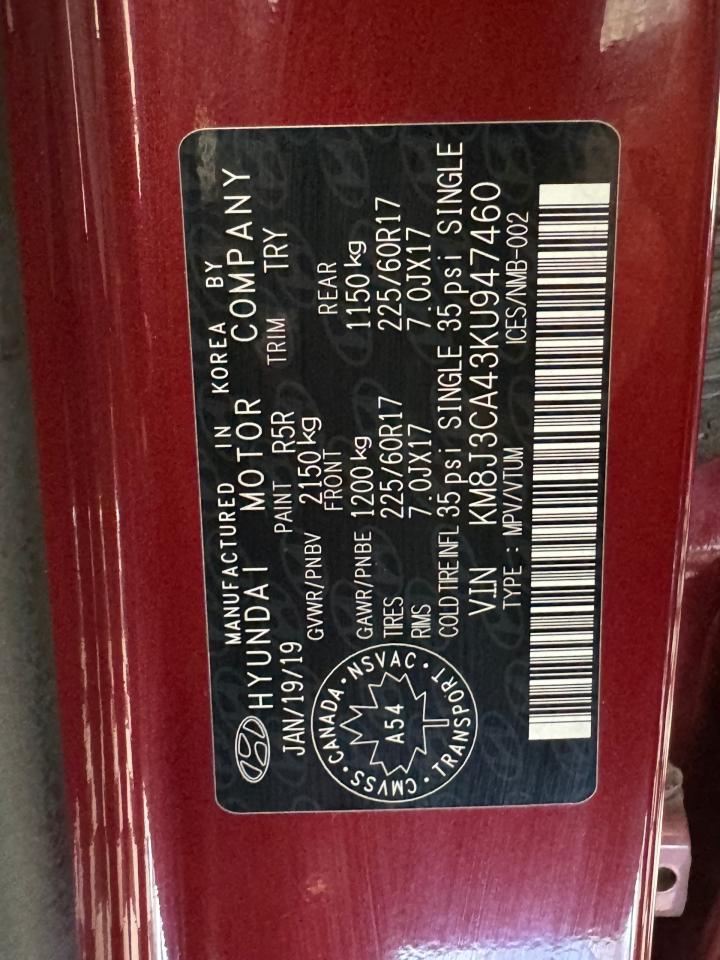 MANUFACTURED IN KOREA BY
HYUNDAI MOTOR COMPANY
JAN/19/19 PAINT R5R TRIM TRY
GVWR/PNBV 2150 kg
FRONT REAR
GAWR/PNBE 1200 kg 1150 kg
TIRES 225/60R17 225/60R17
RIMS 7.0JX17 7.0JX17
COLD TIRE INFL 35 psi SINGLE 35 psi SINGLE
VIN KM8J3CA43KU947460
TYPE : MPV/VTUM ICES/NMB-002
CANADA · NSVAC · TRANSPORT · CMVSS ·
A54